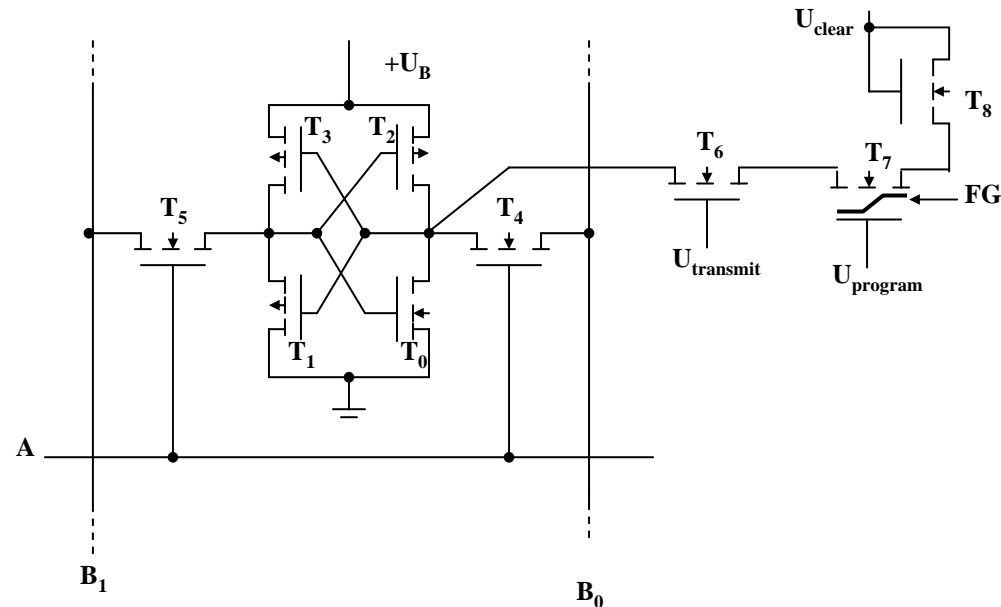 U_clear
+U_B
T_3
T_2
T_8
T_6
T_7
T_5
T_4
FG
U_transmit
U_program
T_1
T_0
A
B_1
B_0